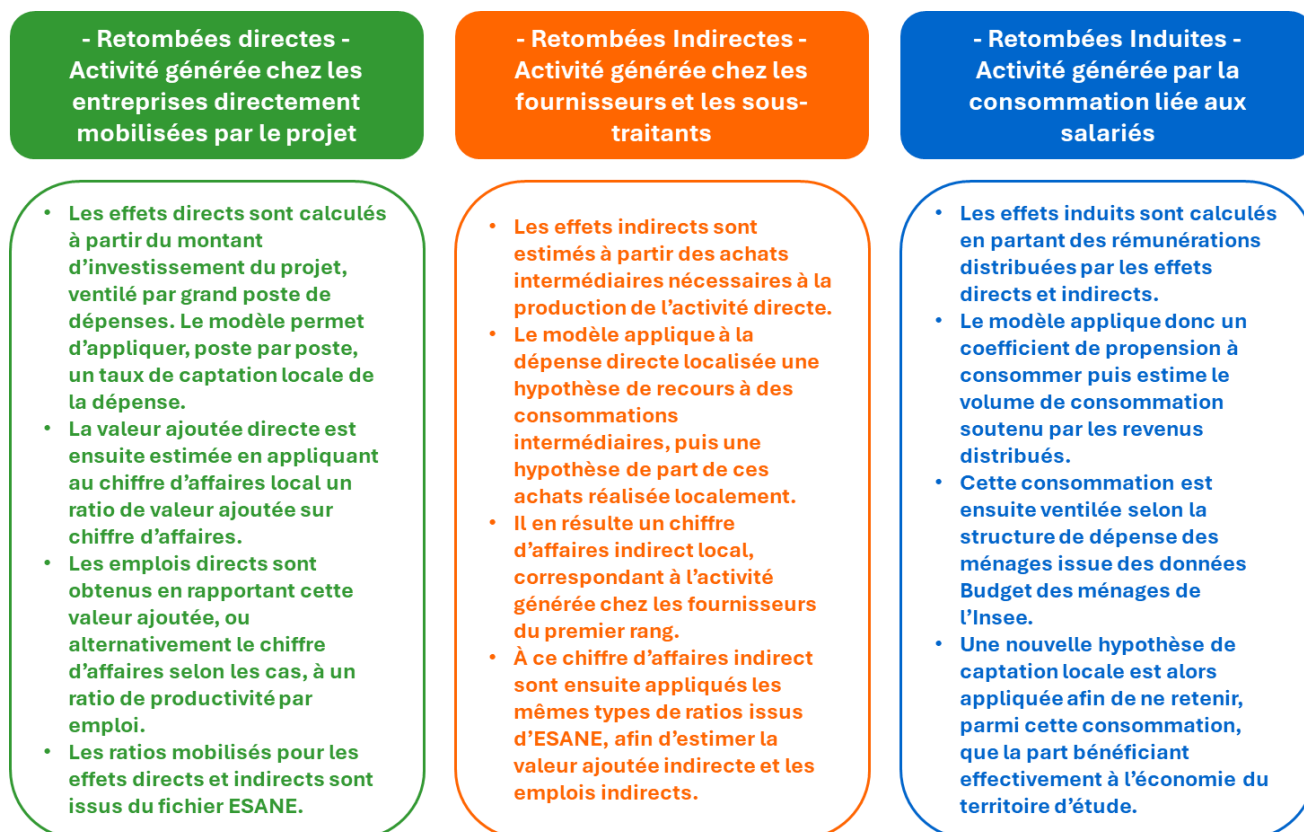 - Retombées directes -
Activité générée chez les
entreprises directement
mobilisées par le projet
• Les effets directs sont calculés
à partir du montant
d’investissement du projet,
ventilé par grand poste de
dépenses. Le modèle permet
d’appliquer, poste par poste,
un taux de captation locale de
la dépense.
• La valeur ajoutée directe est
ensuite estimée en appliquant
au chiffre d’affaires local un
ratio de valeur ajoutée sur
chiffre d’affaires.
• Les emplois directs sont
obtenus en rapportant cette
valeur ajoutée, ou
alternativement le chiffre
d’affaires selon les cas, à un
ratio de productivité par
emploi.
• Les ratios mobilisés pour les
effets directs et indirects sont
issus du fichier ESANE.
- Retombées Indirectes -
Activité générée chez les
fournisseurs et les sous-
traitants
• Les effets indirects sont
estimés à partir des achats
intermédiaires nécessaires à la
production de l’activité directe.
• Le modèle applique à la
dépense directe localisée une
hypothèse de recours à des
consommations
intermédiaires, puis une
hypothèse de part de ces
achats réalisée localement.
• Il en résulte un chiffre
d’affaires indirect local,
correspondant à l’activité
générée chez les fournisseurs
du premier rang.
• À ce chiffre d’affaires indirect
sont ensuite appliqués les
mêmes types de ratios issus
d’ESANE, afin d’estimer la
valeur ajoutée indirecte et les
emplois indirects.
- Retombées Induites -
Activité générée par la
consommation liée aux
salariés
• Les effets induits sont calculés
en partant des rémunérations
distribuées par les effets
directs et indirects.
• Le modèle applique donc un
coefficient de propension à
consommer puis estime le
volume de consommation
soutenu par les revenus
distribués.
• Cette consommation est
ensuite ventilée selon la
structure de dépense des
ménages issue des données
Budget des ménages de
l’Insee.
• Une nouvelle hypothèse de
captation locale est alors
appliquée afin de ne retenir,
parmi cette consommation,
que la part bénéficiant
effectivement à l’économie du
territoire d’étude.